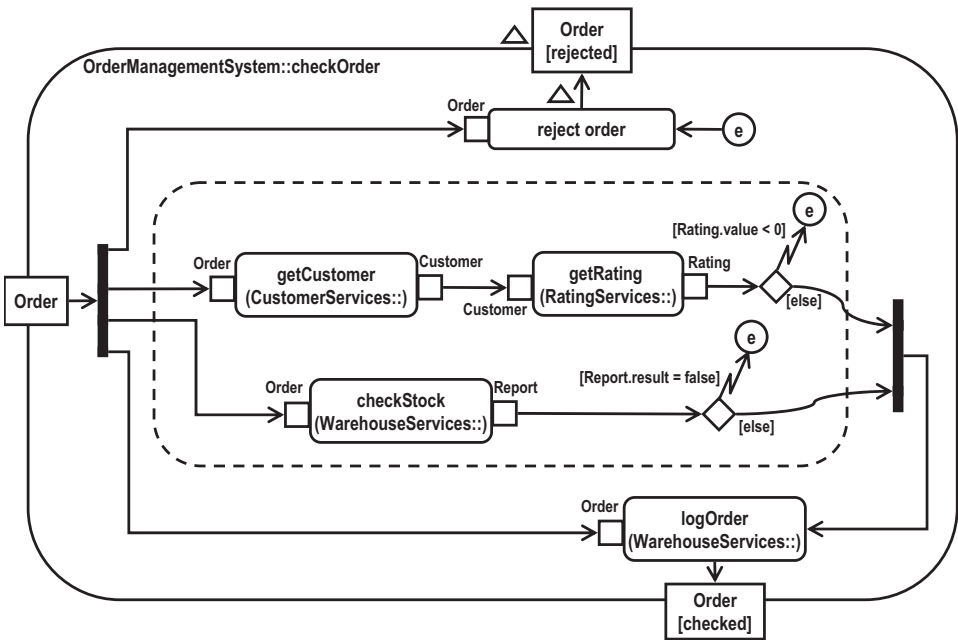 Order
[rejected]
OrderManagementSystem::checkOrder
Order
reject order
e
e
[Rating.value < 0]
Order
getCustomer
(CustomerServices::)
Customer
Customer
getRating
(RatingServices::)
Rating
[else]
Order
e
[Report.result = false]
Order
checkStock
(WarehouseServices::)
Report
[else]
Order
logOrder
(WarehouseServices::)
Order
[checked]